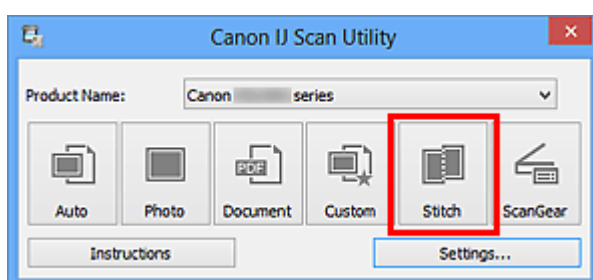 Canon IJ Scan Utility
Product Name: Canon series
Auto Photo Document Custom Stitch ScanGear
PDF
Instructions Settings...